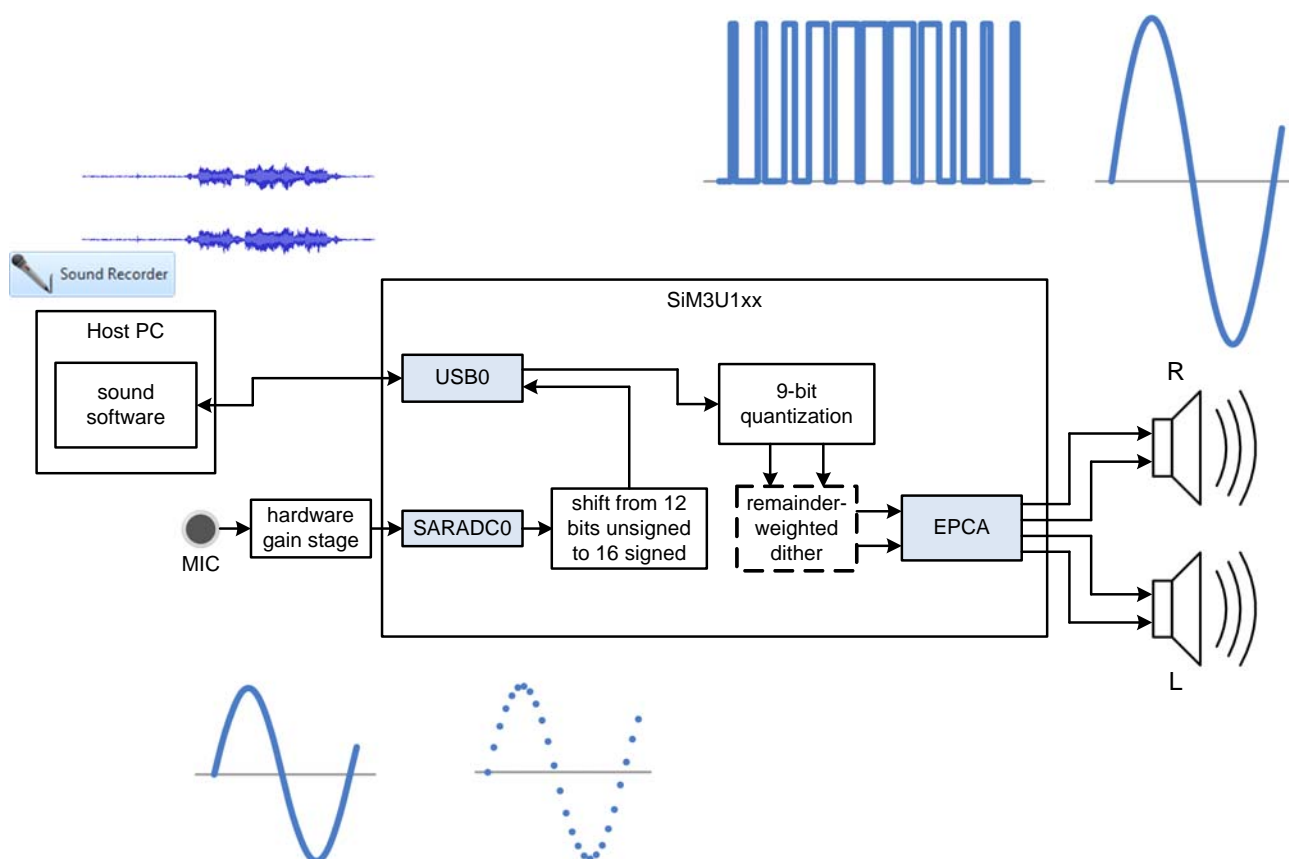 Sound Recorder
SiM3U1xx
Host PC
sound
software
USB0
9-bit
quantization
R
MIC
hardware
gain stage
SARADC0
shift from 12
bits unsigned
to 16 signed
remainder-
weighted
dither
EPCA
L